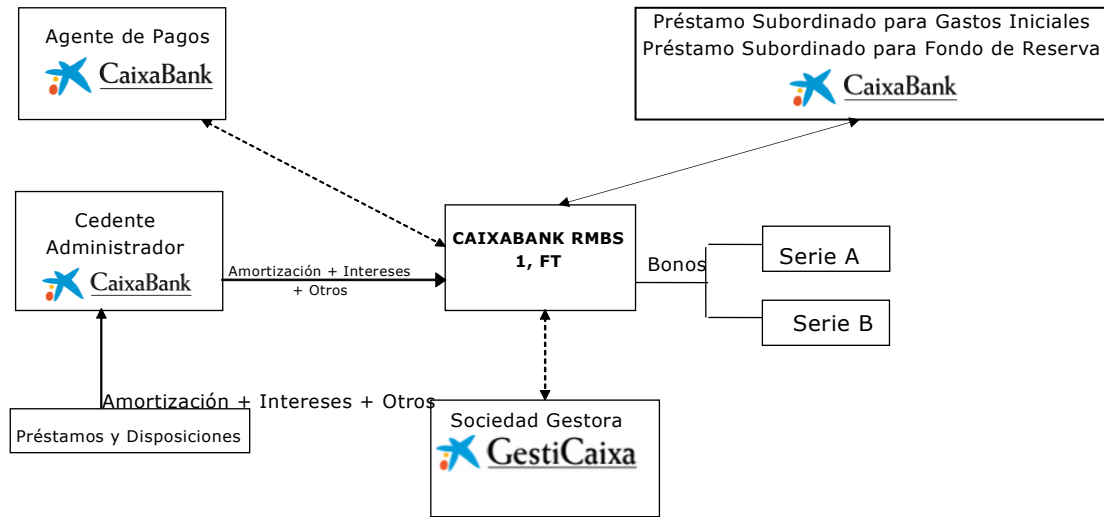 Agente de Pagos
CaixaBank
Préstamo Subordinado para Gastos Iniciales
Préstamo Subordinado para Fondo de Reserva
CaixaBank
Cedente
Administrador
CaixaBank
Amortización + Intereses
+ Otros
CAIXABANK RMBS
1, FT
Bonos
Serie A
Serie B
Amortización + Intereses + Otros
Préstamos y Disposiciones
Sociedad Gestora
GestiCaixa